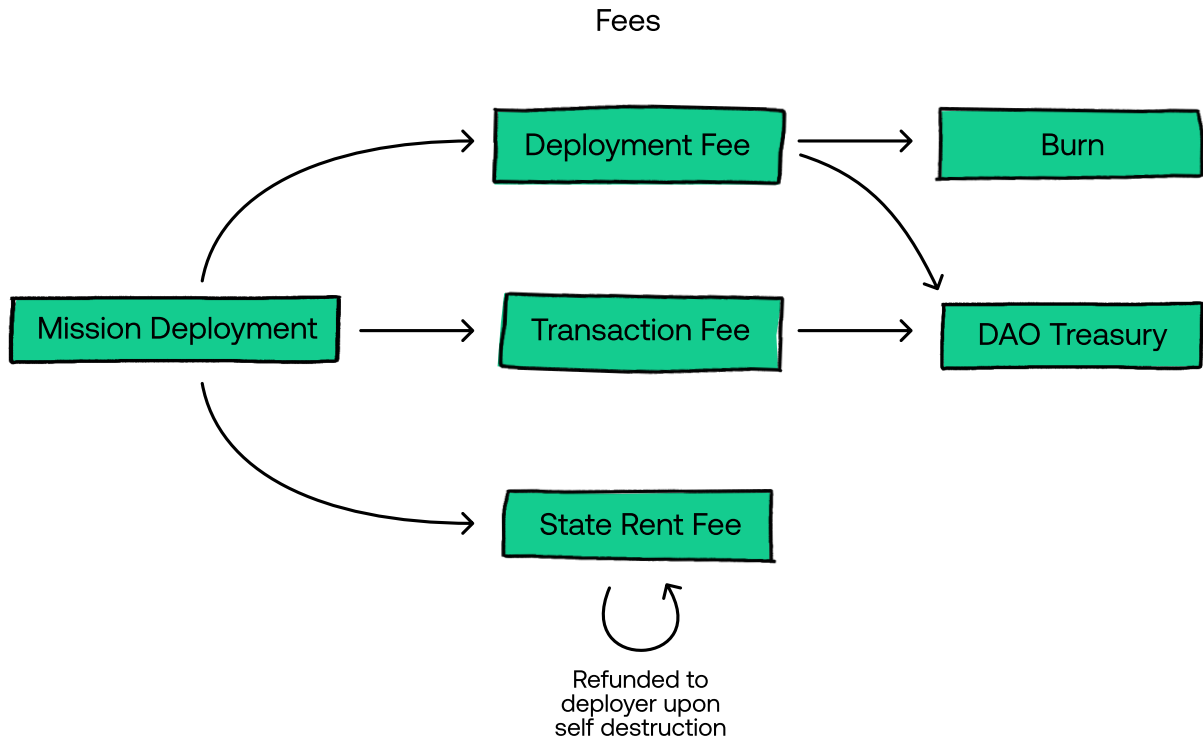 Fees
Deployment Fee
Burn
Mission Deployment
Transaction Fee
DAO Treasury
State Rent Fee
Refunded to
deployer upon
self destruction